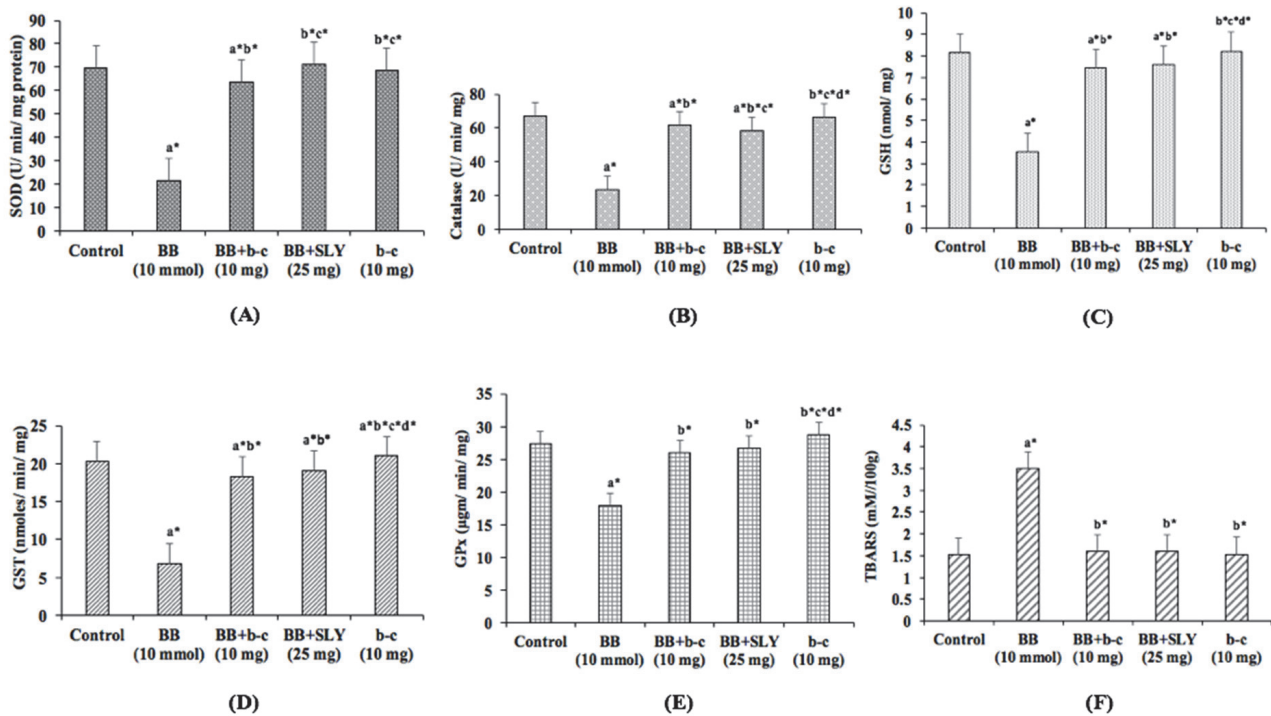 SOD (U/ min/ mg protein)
90
80
70
60
50
40
30
20
10
0
a*
a*b*
b*c*
b*c*
Control BB BB+b-c BB+SLY b-c
(10 mmol) (10 mg) (25 mg) (10 mg)
(A)
Catalase (U/ min/ mg)
80
60
40
20
0
a*
a*b*
a*b*c*
b*c*d*
Control BB BB+b-c BB+SLY b-c
(10 mmol) (10 mg) (25 mg) (10 mg)
(B)
GSH (nmol/ mg)
10
9
8
7
6
5
4
3
2
1
0
a*
a*b*
a*b*
b*c*d*
Control BB BB+b-c BB+SLY b-c
(10 mmol) (10 mg) (25 mg) (10 mg)
(C)
GST (nmoles/ min/ mg)
25
20
15
10
5
0
a*
a*b*
a*b*
a*b*c*d*
Control BB BB+b-c BB+SLY b-c
(10 mmol) (10 mg) (25 mg) (10 mg)
(D)
GPx (µgm/ min/ mg)
35
30
25
20
15
10
5
0
a*
b*
b*
b*c*d*
Control BB BB+b-c BB+SLY b-c
(10 mmol) (10 mg) (25 mg) (10 mg)
(E)
TBARS (mM//100g)
4.5
4
3.5
3
2.5
2
1.5
1
0.5
0
a*
b*
b*
b*
Control BB BB+b-c BB+SLY b-c
(10 mmol) (10 mg) (25 mg) (10 mg)
(F)